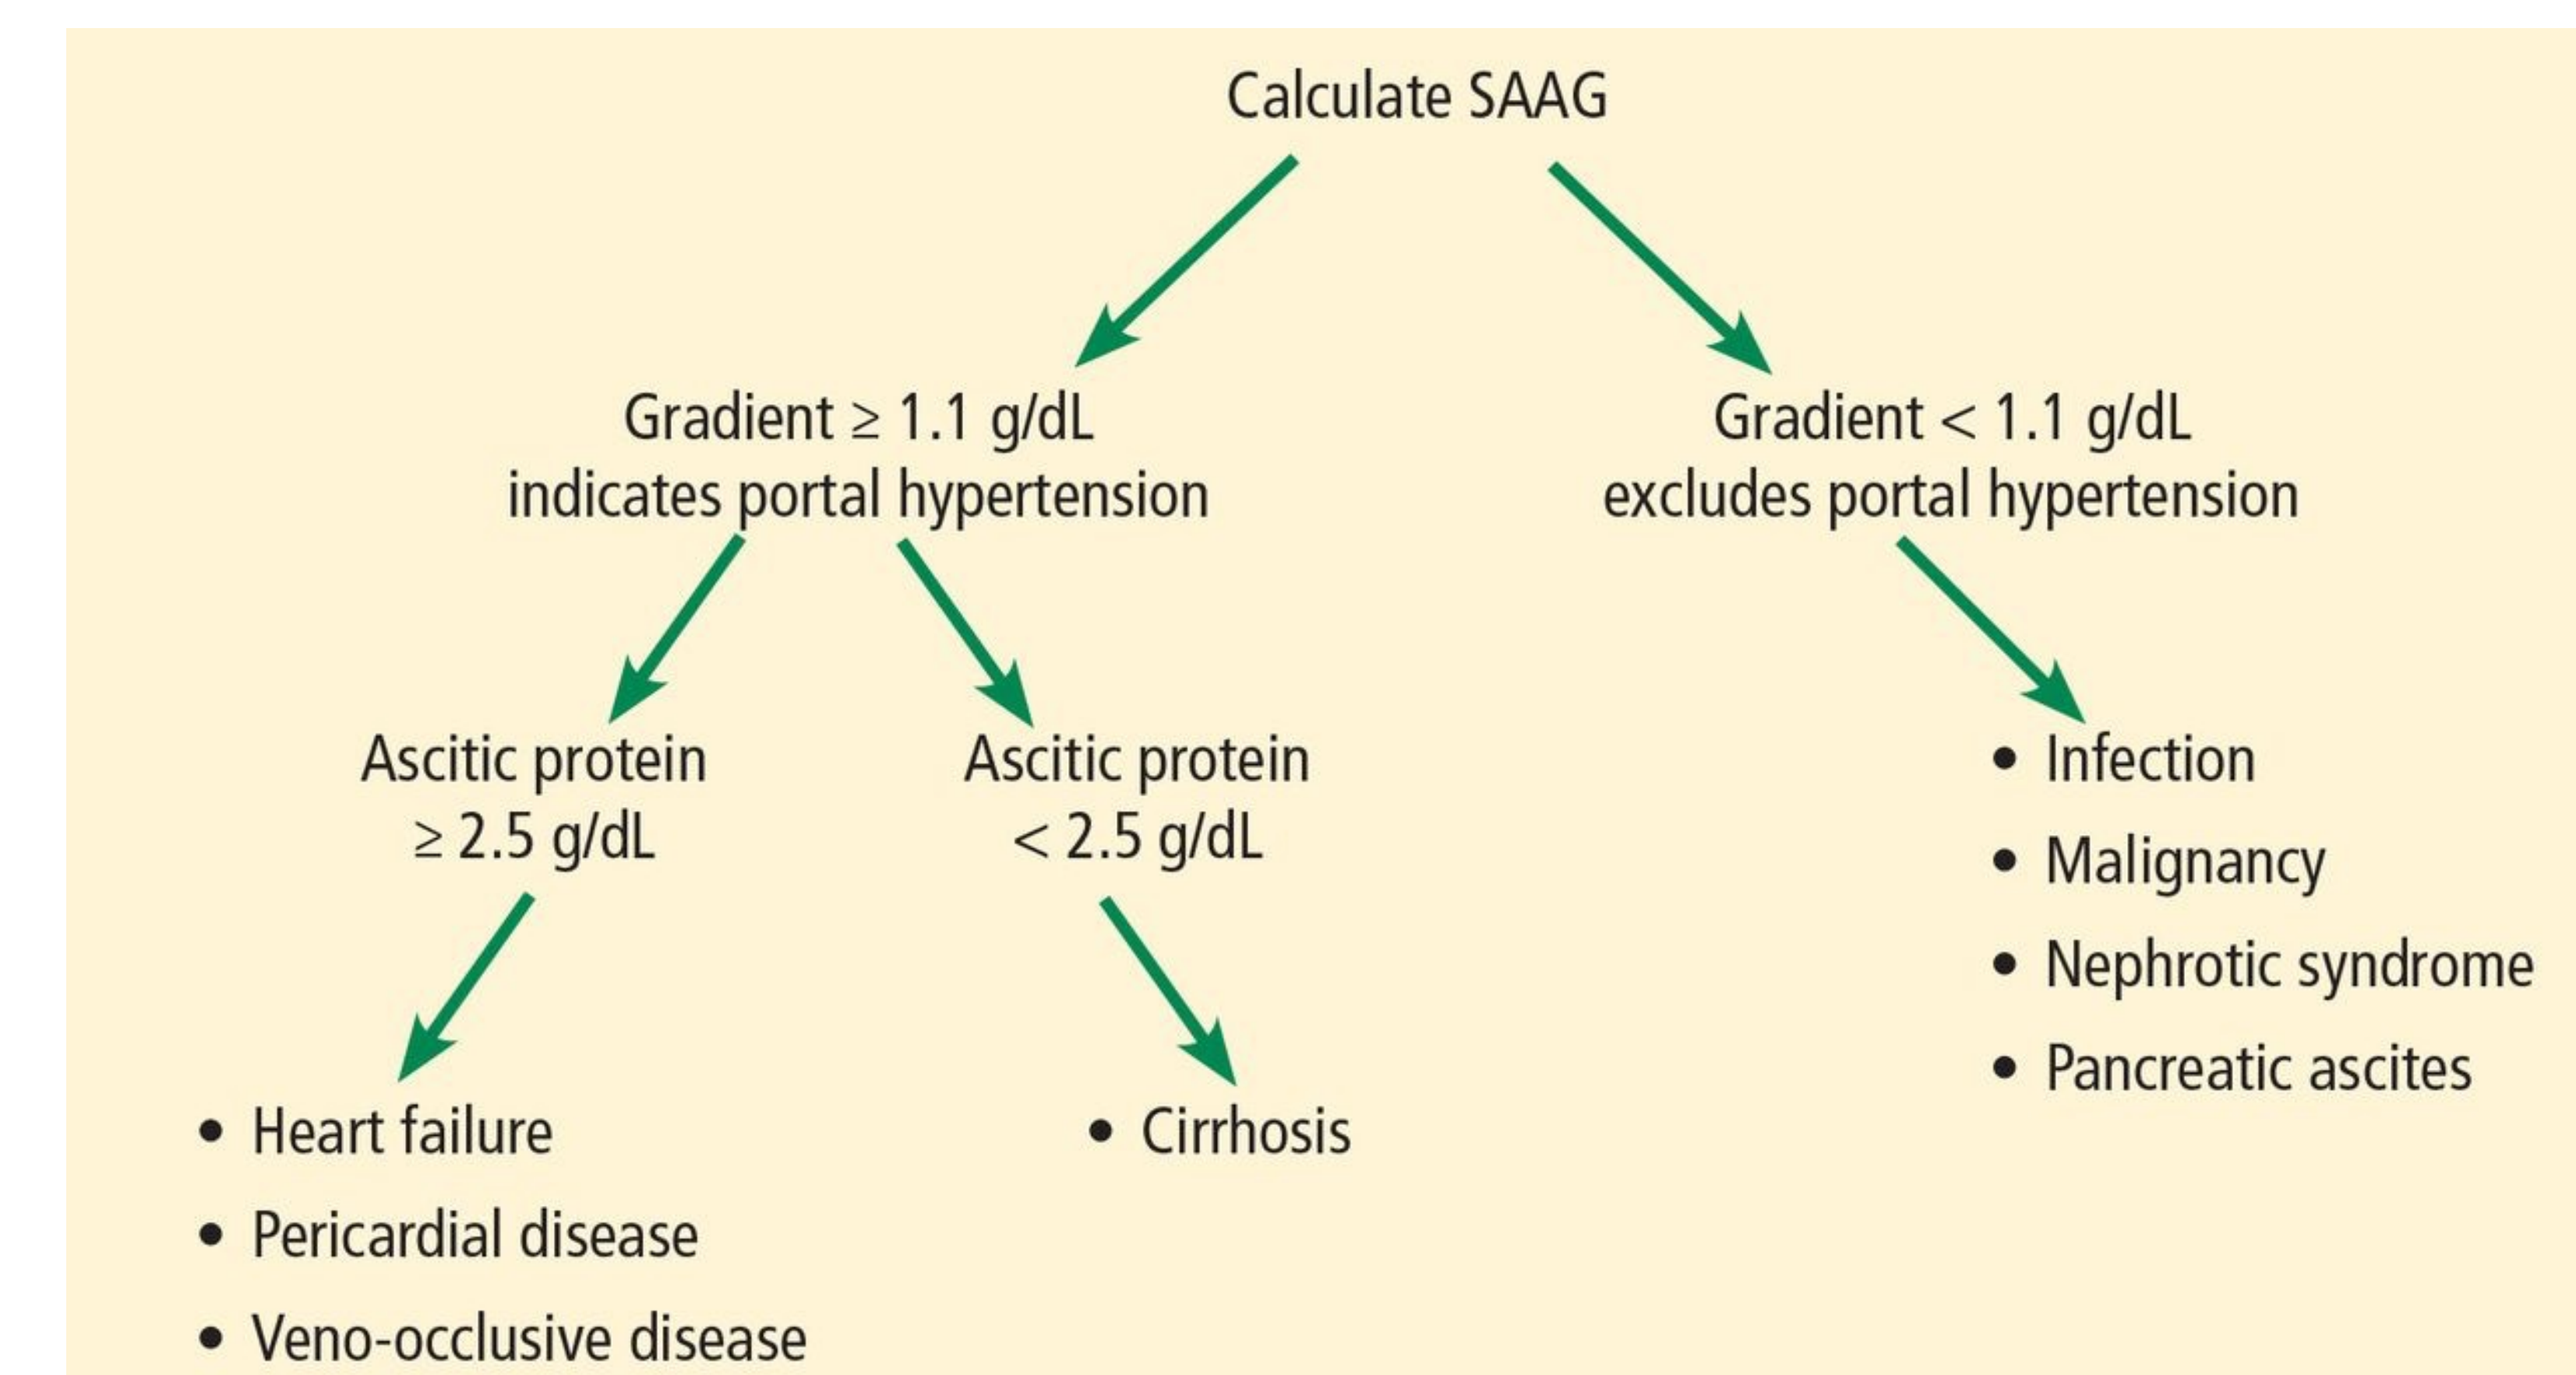 Calculate SAAG
Gradient ≥ 1.1 g/dL
indicates portal hypertension
Gradient < 1.1 g/dL
excludes portal hypertension
Ascitic protein
≥ 2.5 g/dL
Ascitic protein
< 2.5 g/dL
• Infection
• Malignancy
• Nephrotic syndrome
• Pancreatic ascites
• Heart failure
• Pericardial disease
• Veno-occlusive disease
• Cirrhosis